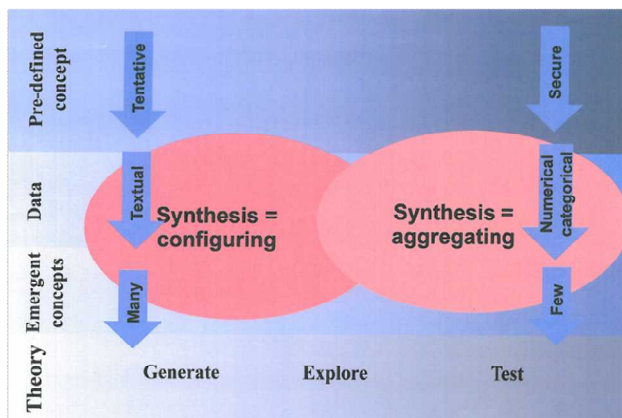 Pre-defined
concept
Tentative
Secure
Data
Textual
Synthesis =
configuring
Synthesis =
aggregating
Numerical
categorical
Emergent
concepts
Many
Few
Theory
Generate
Explore
Test